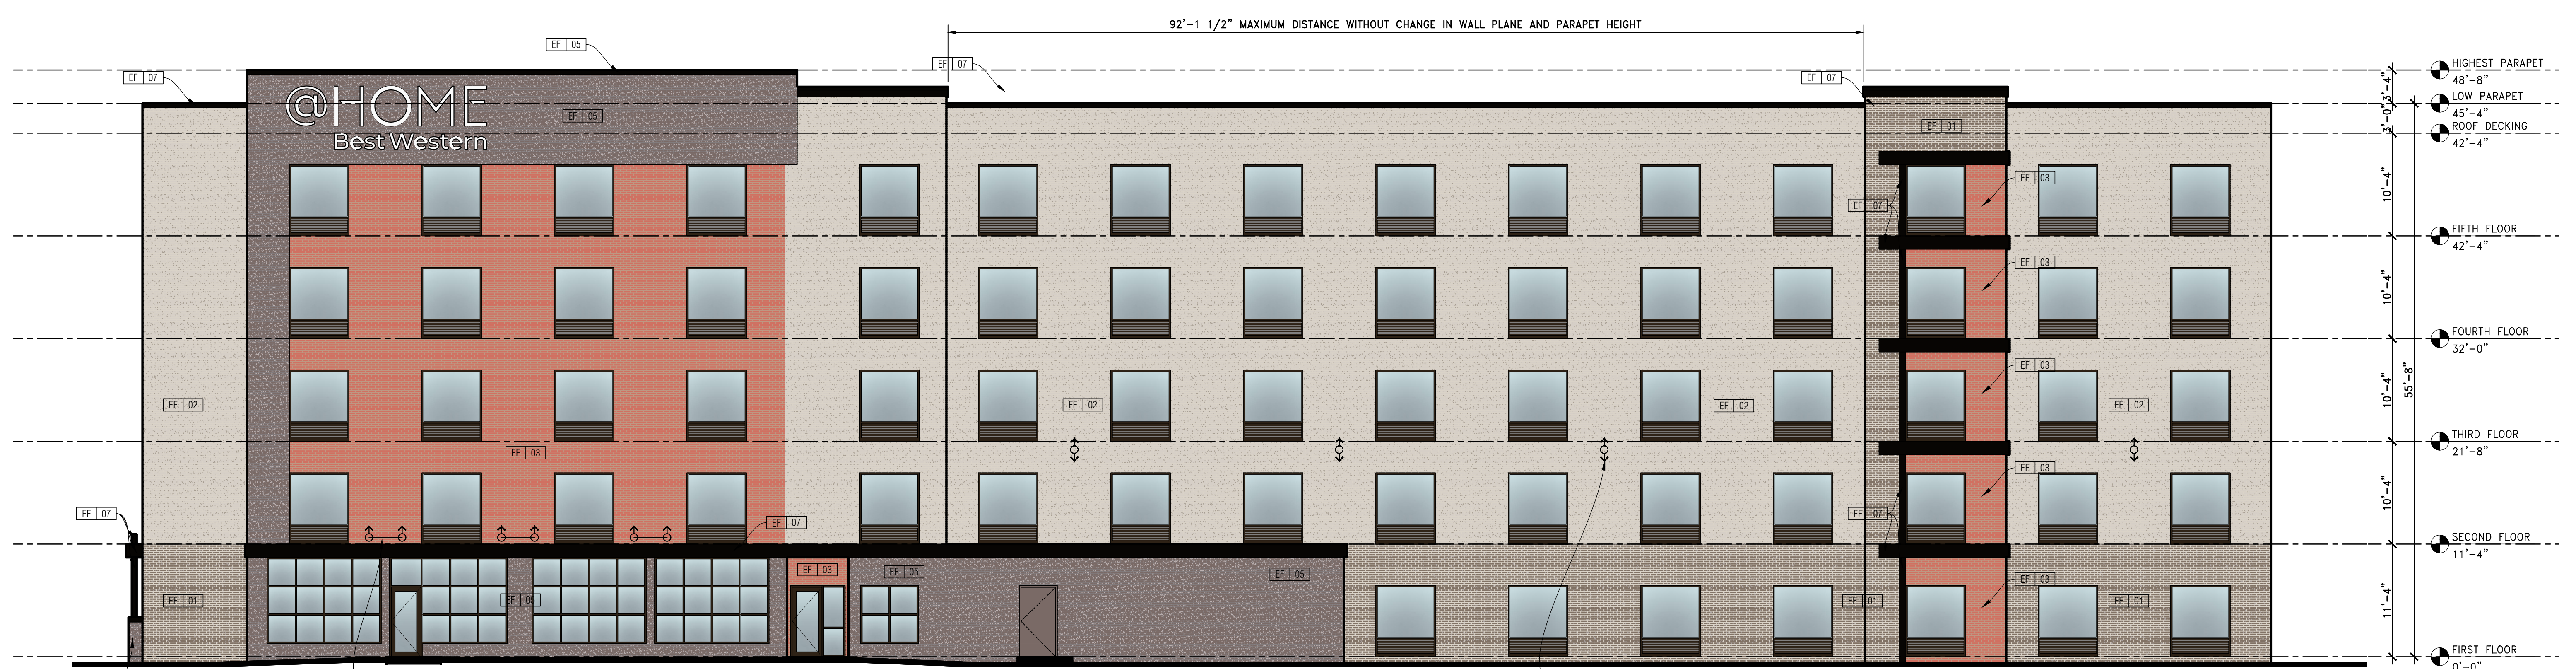 92'-1 1/2" MAXIMUM DISTANCE WITHOUT CHANGE IN WALL PLANE AND PARAPET HEIGHT
EF 05
EF 07
EF 07
EF 07
HIGHEST PARAPET
48'-8"
3'-4"
LOW PARAPET
45'-4"
3'-0"
ROOF DECKING
42'-4"
@HOME
Best Western
EF 05
EF 01
10'-4"
EF 03
EF 07
FIFTH FLOOR
42'-4"
EF 03
10'-4"
FOURTH FLOOR
32'-0"
EF 03
55'-8"
10'-4"
EF 02
EF 02
EF 02
EF 02
THIRD FLOOR
21'-8"
EF 03
EF 03
10'-4"
EF 07
EF 07
EF 07
SECOND FLOOR
11'-4"
EF 03
EF 05
EF 05
EF 03
11'-4"
EF 01
EF 05
EF 01
EF 01
FIRST FLOOR
0'-0"